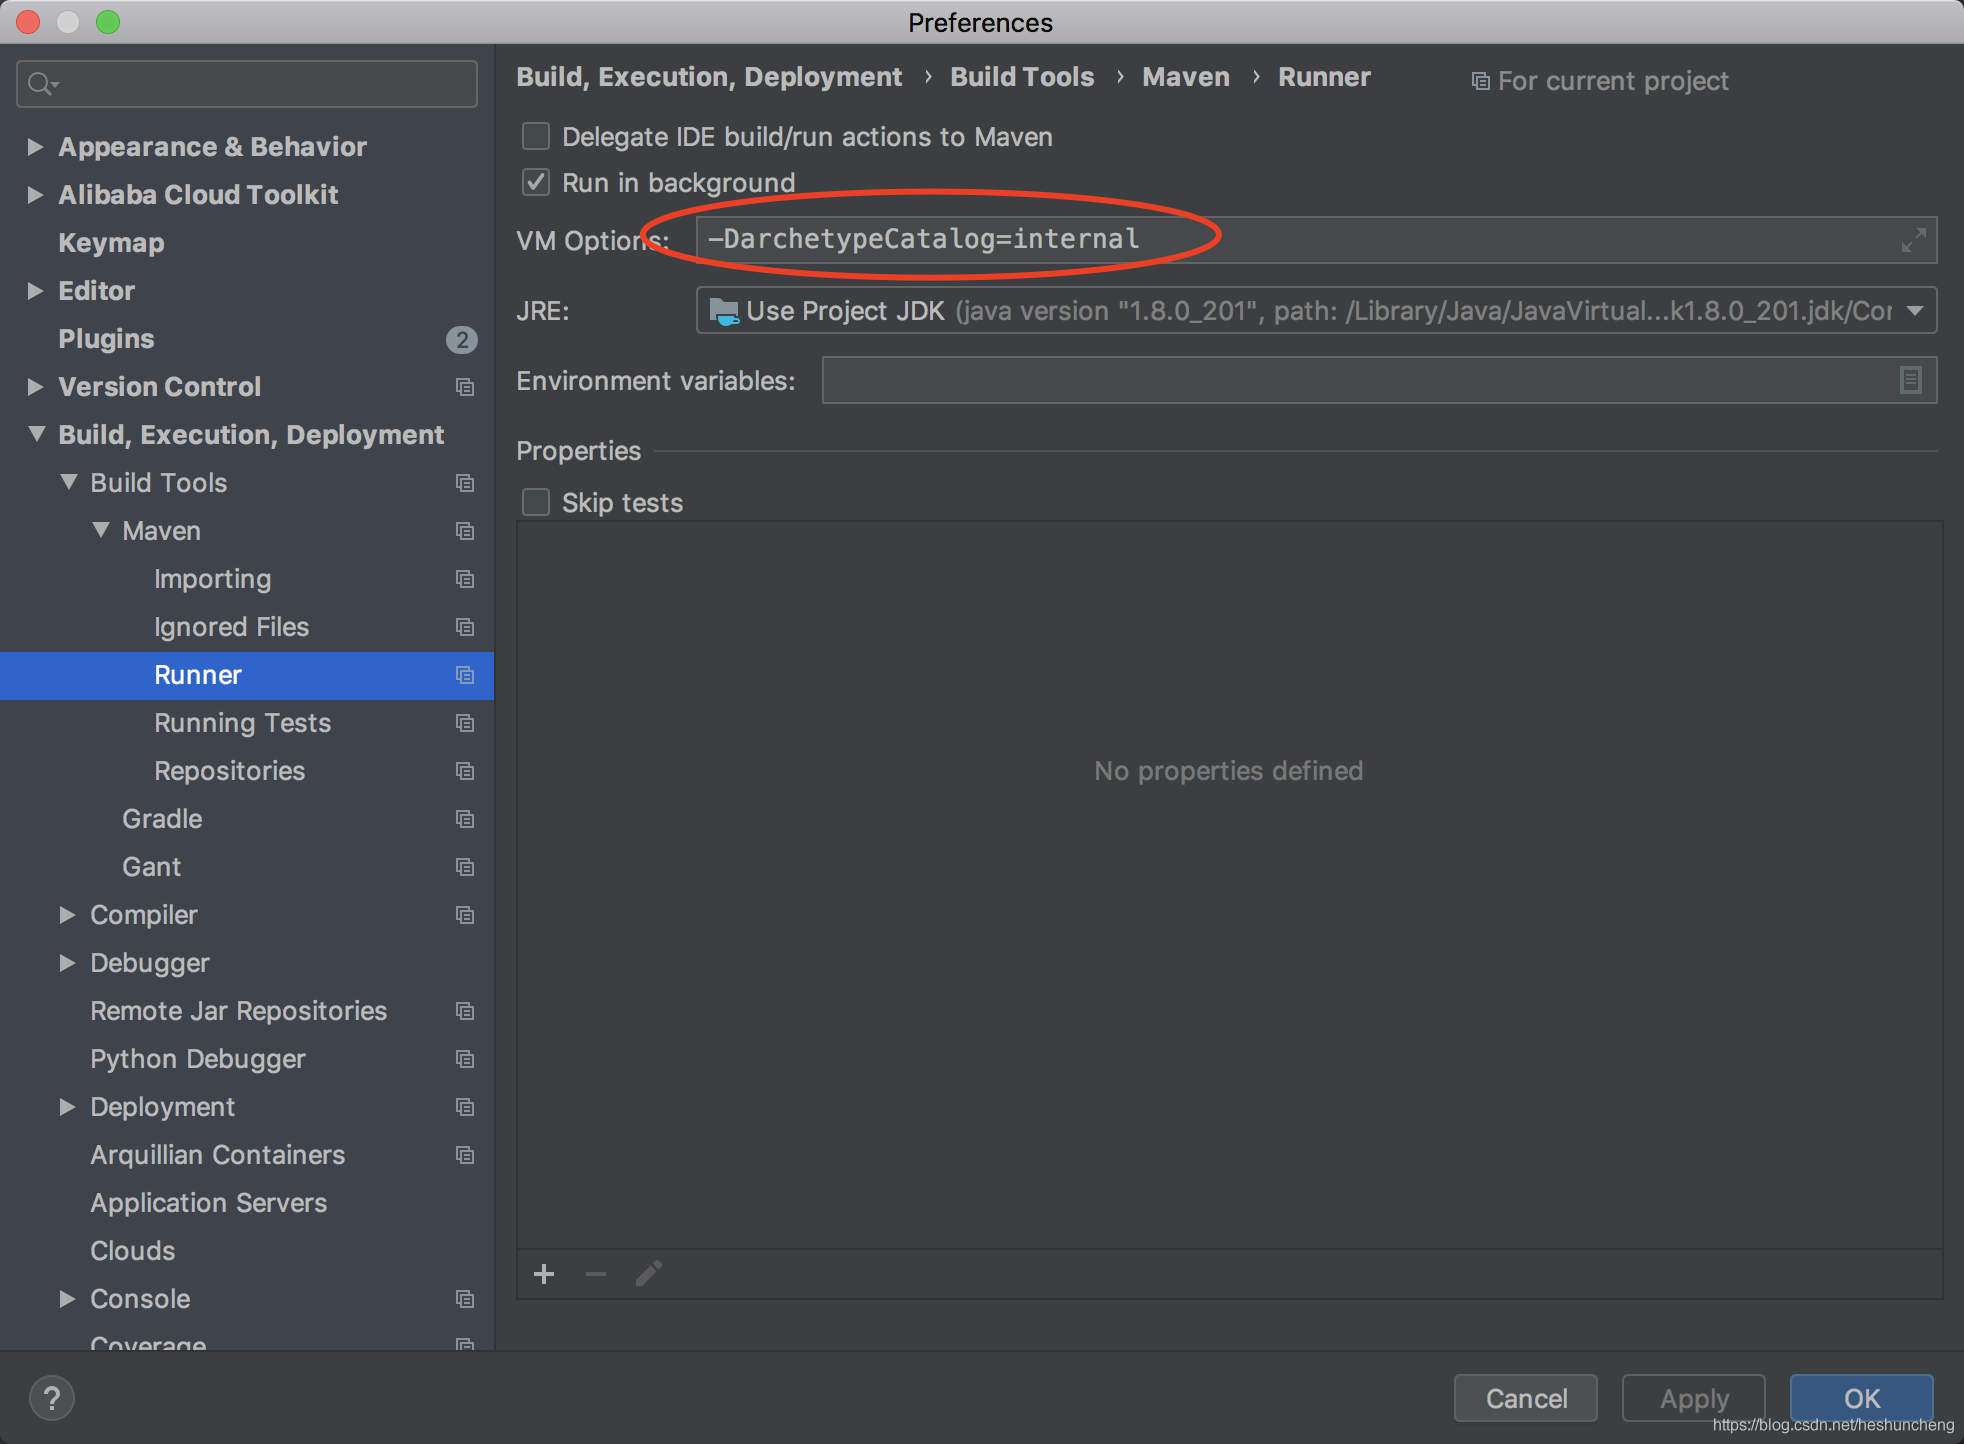 Preferences
Build, Execution, Deployment › Build Tools › Maven › Runner
For current project
Appearance & Behavior
Alibaba Cloud Toolkit
Keymap
Editor
Plugins
2
Version Control
Build, Execution, Deployment
Build Tools
Maven
Importing
Ignored Files
Runner
Running Tests
Repositories
Gradle
Gant
Compiler
Debugger
Remote Jar Repositories
Python Debugger
Deployment
Arquillian Containers
Application Servers
Clouds
Console
Coverage
Delegate IDE build/run actions to Maven
Run in background
VM Options: -DarchetypeCatalog=internal
JRE: Use Project JDK (java version "1.8.0_201", path: /Library/Java/JavaVirtual...k1.8.0_201.jdk/Cor
Environment variables:
Properties
Skip tests
No properties defined
?
Cancel
Apply
OK
https://blog.csdn.net/heshuncheng